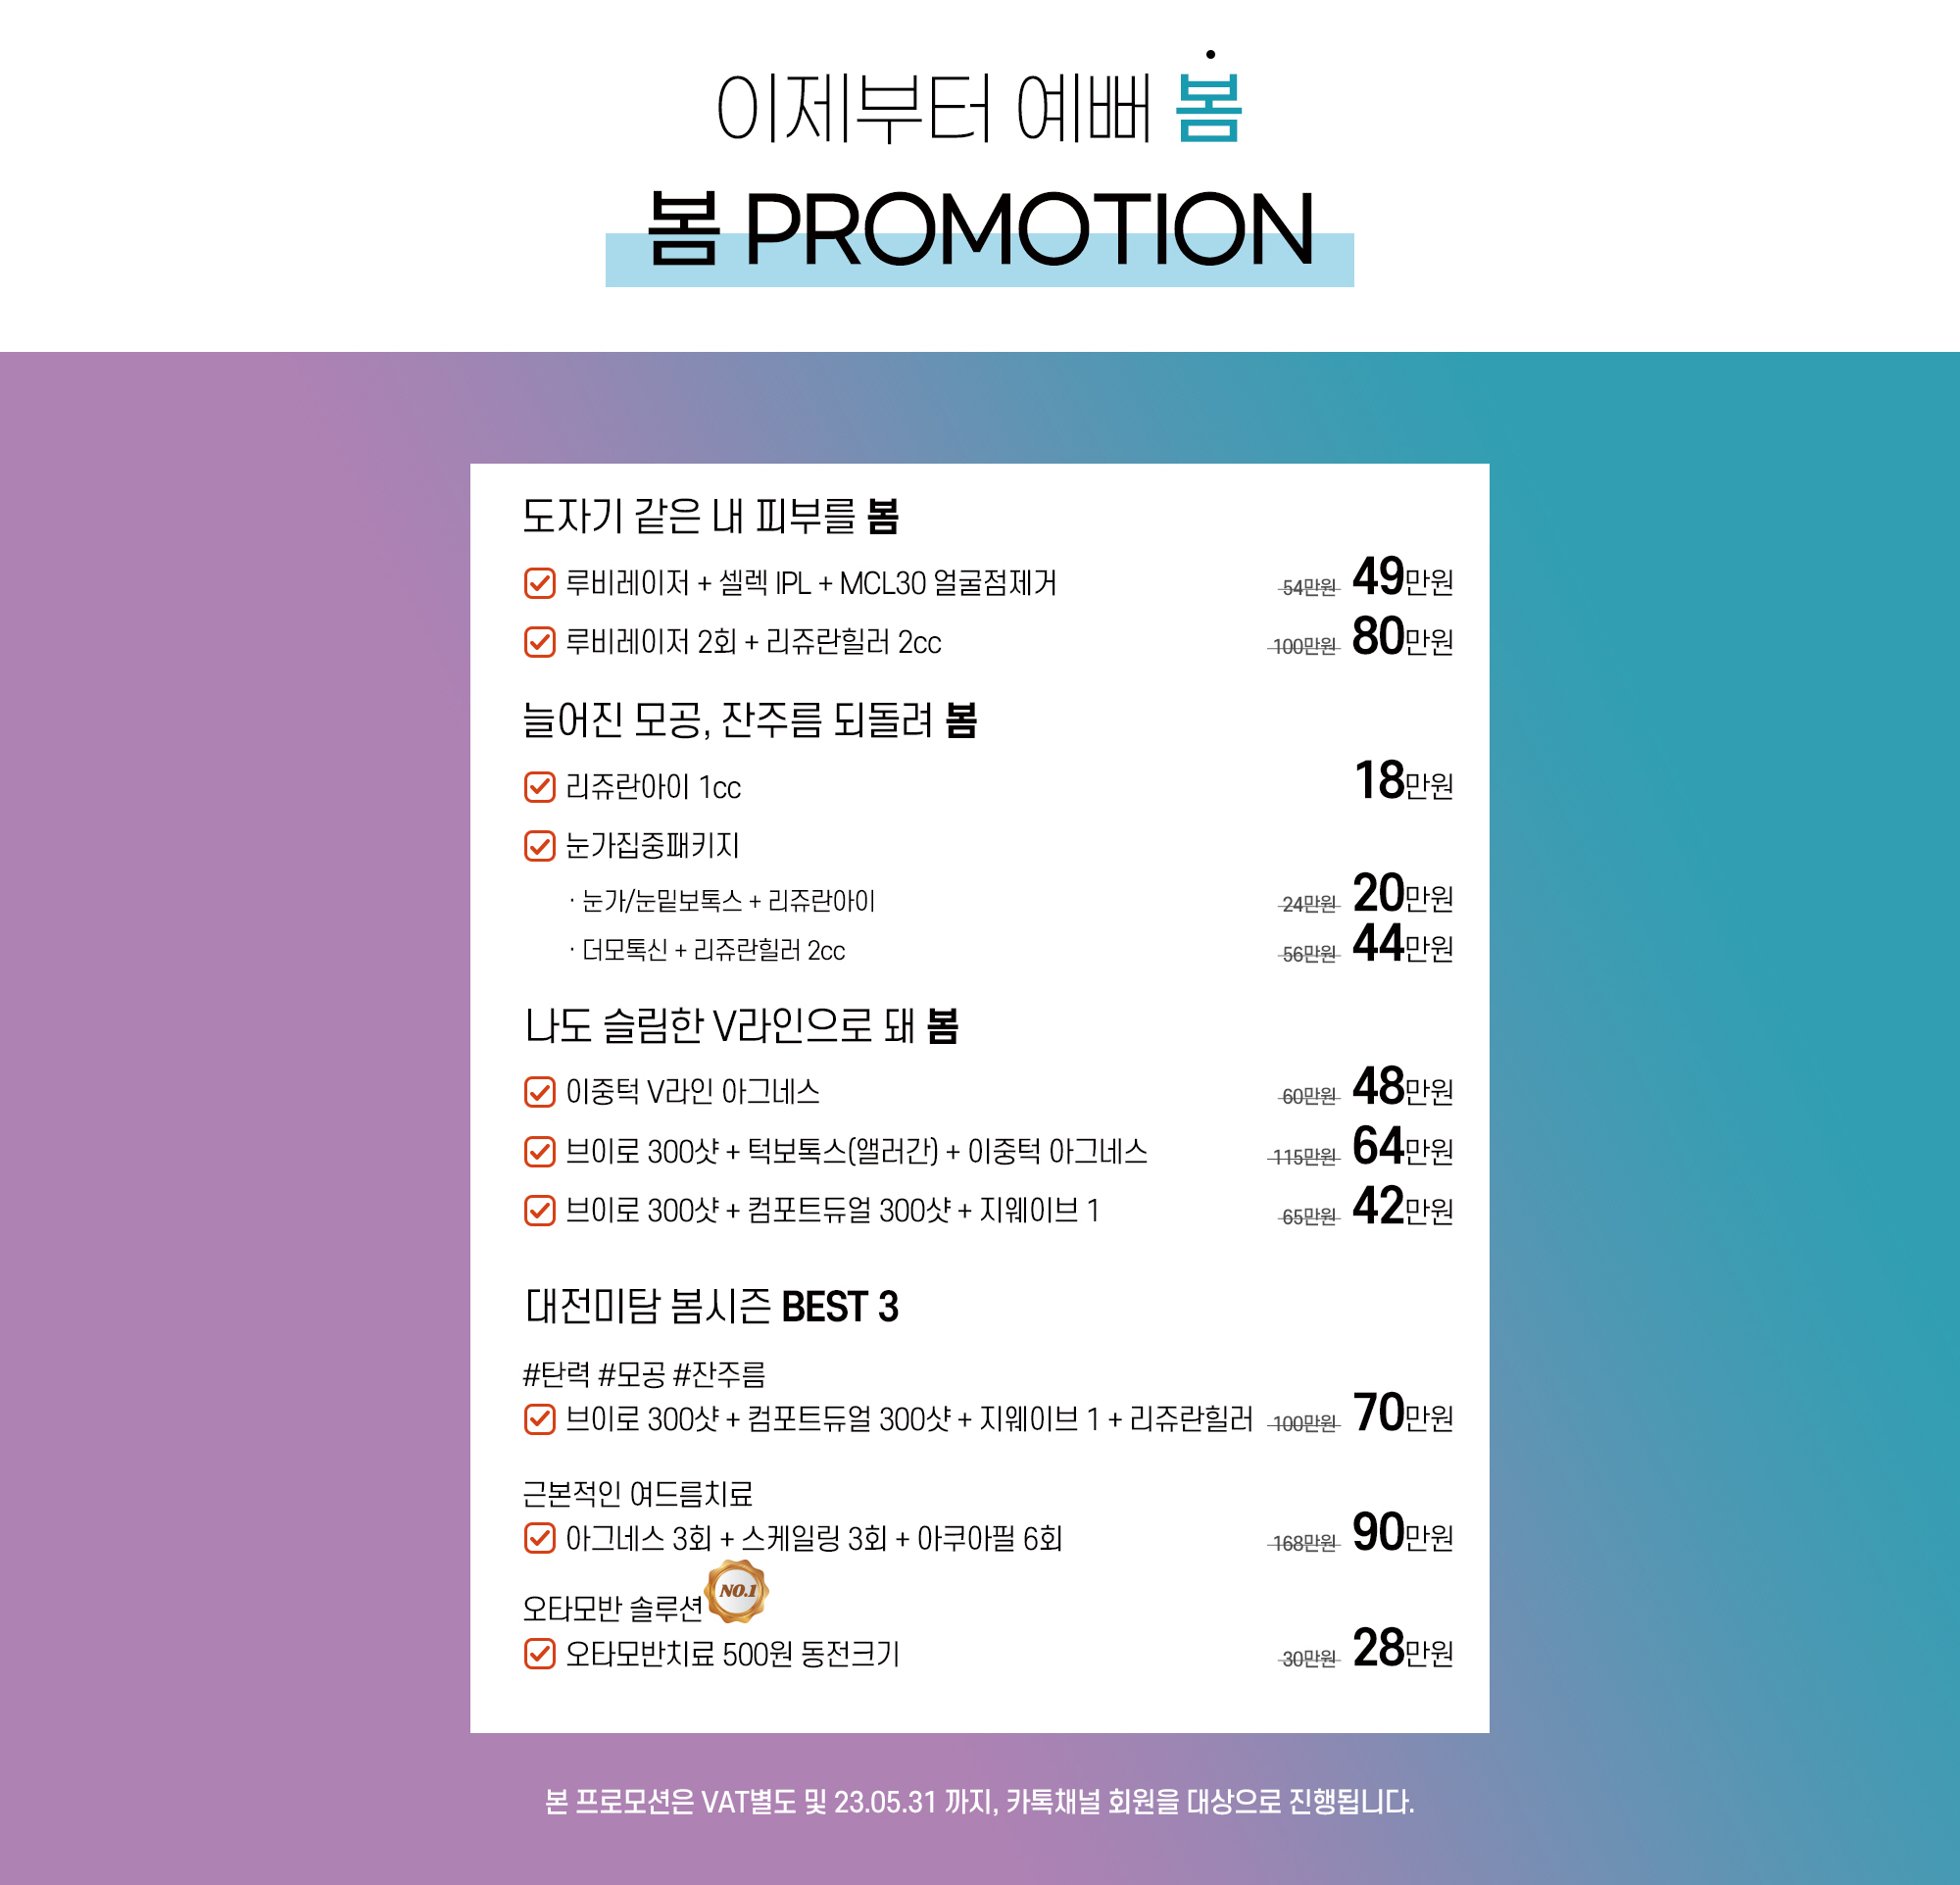 이제부터 예뻐 봄
봄 PROMOTION
도자기 같은 내 피부를 봄
루비레이저 + 셀렉 IPL + MCL30 얼굴점제거 54만원 49만원
루비레이저 2회 + 리쥬란힐러 2cc 100만원 80만원
늘어진 모공, 잔주름 되돌려 봄
리쥬란아이 1cc 18만원
눈가집중패키지
· 눈가/눈밑보톡스 + 리쥬란아이 24만원 20만원
· 더모톡신 + 리쥬란힐러 2cc 56만원 44만원
나도 슬림한 V라인으로 돼 봄
이중턱 V라인 아그네스 60만원 48만원
브이로 300샷 + 턱보톡스(앨러간) + 이중턱 아그네스 115만원 64만원
브이로 300샷 + 컴포트듀얼 300샷 + 지웨이브 1 65만원 42만원
대전미탐 봄시즌 BEST 3
#탄력 #모공 #잔주름
브이로 300샷 + 컴포트듀얼 300샷 + 지웨이브 1 + 리쥬란힐러 100만원 70만원
근본적인 여드름치료
아그네스 3회 + 스케일링 3회 + 아쿠아필 6회 168만원 90만원
오타모반 솔루션 NO.1
오타모반치료 500원 동전크기 30만원 28만원
본 프로모션은 VAT별도 및 23.05.31 까지, 카톡채널 회원을 대상으로 진행됩니다.